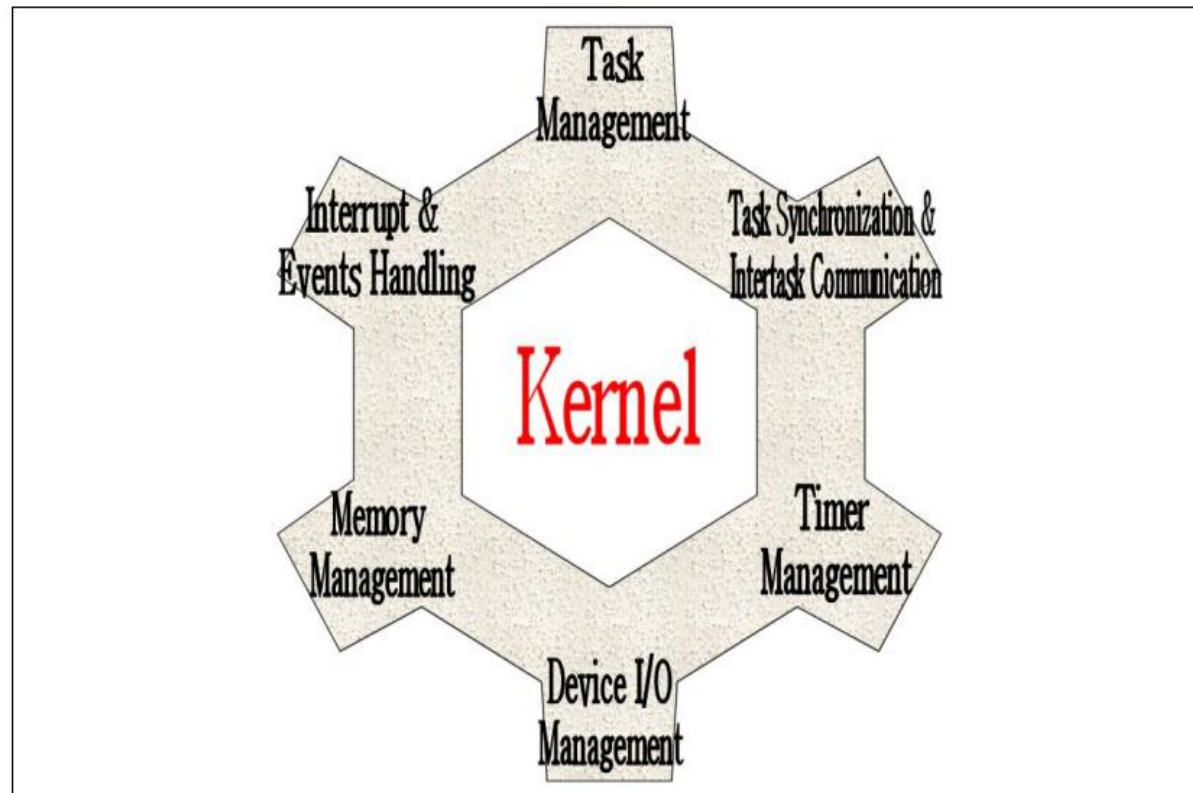 Task
Management
Interrupt &
Events Handling
Task Synchronization &
Intertask Communication
Kernel
Memory
Management
Timer
Management
Device I/O
Management